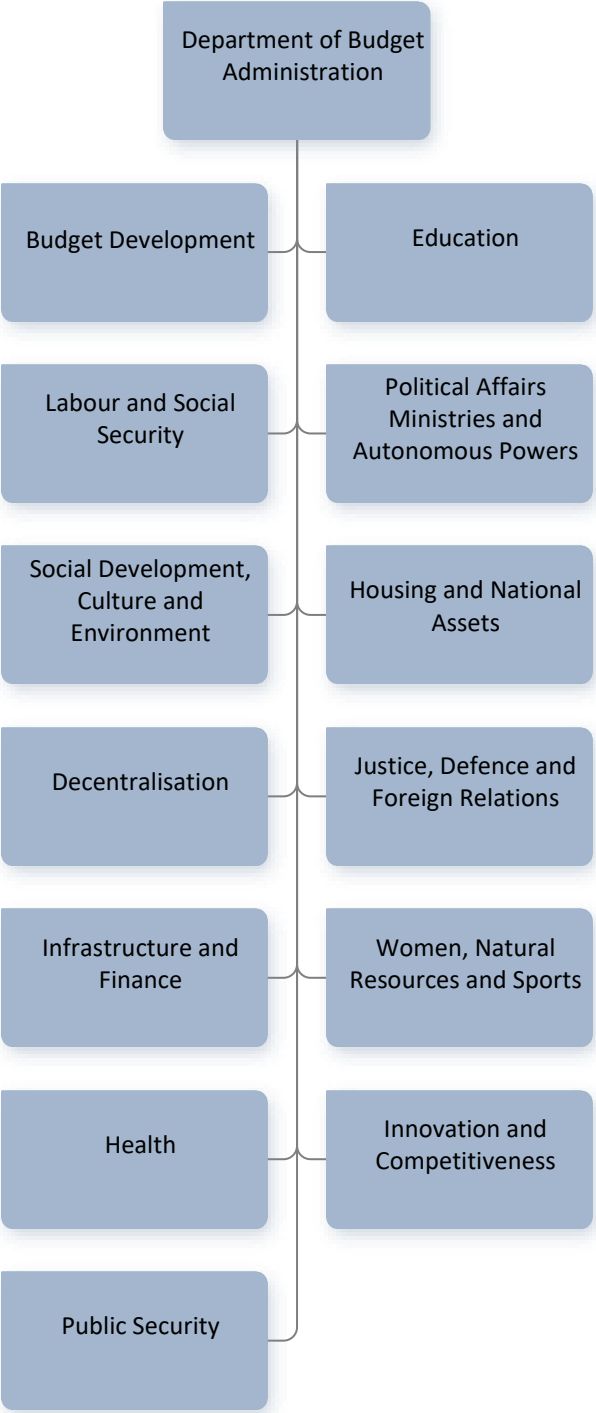 Department of Budget
Administration
Budget Development
Education
Labour and Social
Security
Political Affairs
Ministries and
Autonomous Powers
Social Development,
Culture and
Environment
Housing and National
Assets
Decentralisation
Justice, Defence and
Foreign Relations
Infrastructure and
Finance
Women, Natural
Resources and Sports
Health
Innovation and
Competitiveness
Public Security